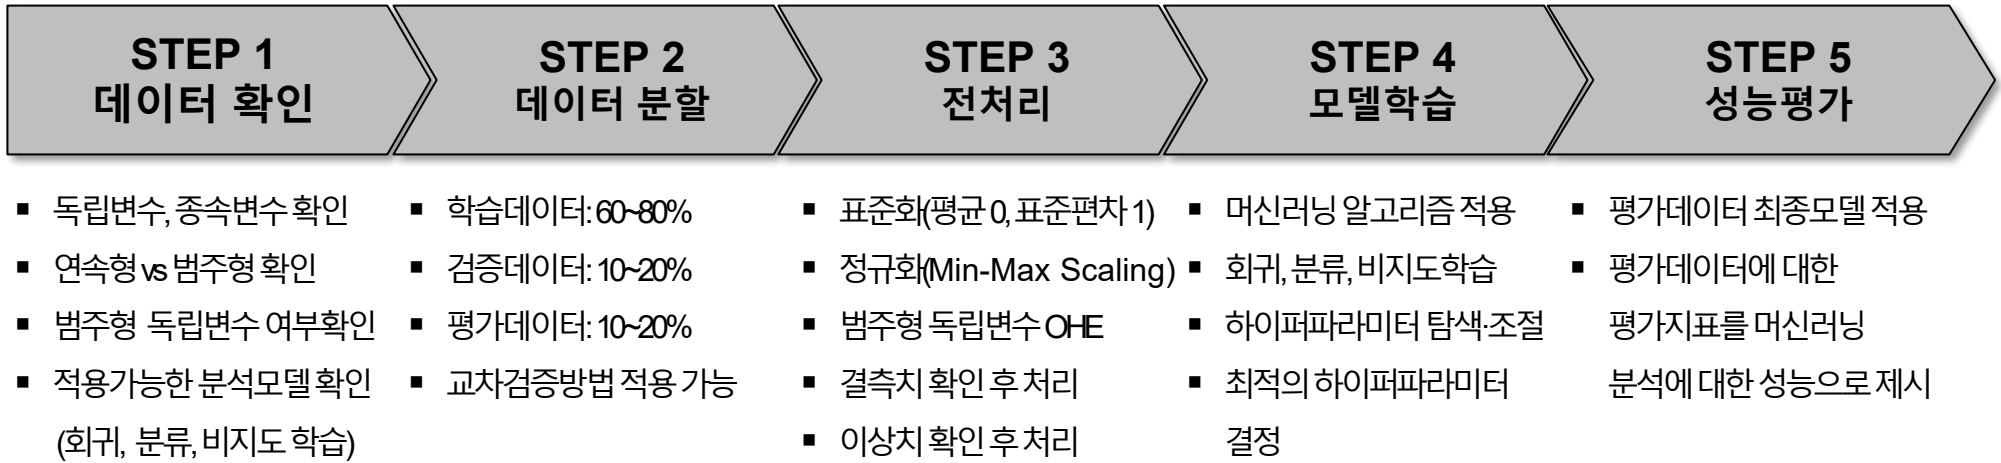 STEP 1
데이터 확인
STEP 2
데이터 분할
STEP 3
전처리
STEP 4
모델학습
STEP 5
성능평가
▪ 독립변수, 종속변수 확인
▪ 연속형 vs 범주형 확인
▪ 범주형 독립변수 여부확인
▪ 적용가능한 분석모델 확인
(회귀, 분류, 비지도 학습)
▪ 학습데이터: 60~80%
▪ 검증데이터: 10~20%
▪ 평가데이터: 10~20%
▪ 교차검증방법 적용 가능
▪ 표준화(평균 0, 표준편차 1)
▪ 정규화(Min-Max Scaling)
▪ 범주형 독립변수 OHE
▪ 결측치 확인 후 처리
▪ 이상치 확인 후 처리
▪ 머신러닝 알고리즘 적용
▪ 회귀, 분류, 비지도학습
▪ 하이퍼파라미터 탐색·조절
▪ 최적의 하이퍼파라미터
결정
▪ 평가데이터 최종모델 적용
▪ 평가데이터에 대한
평가지표를 머신러닝
분석에 대한 성능으로 제시